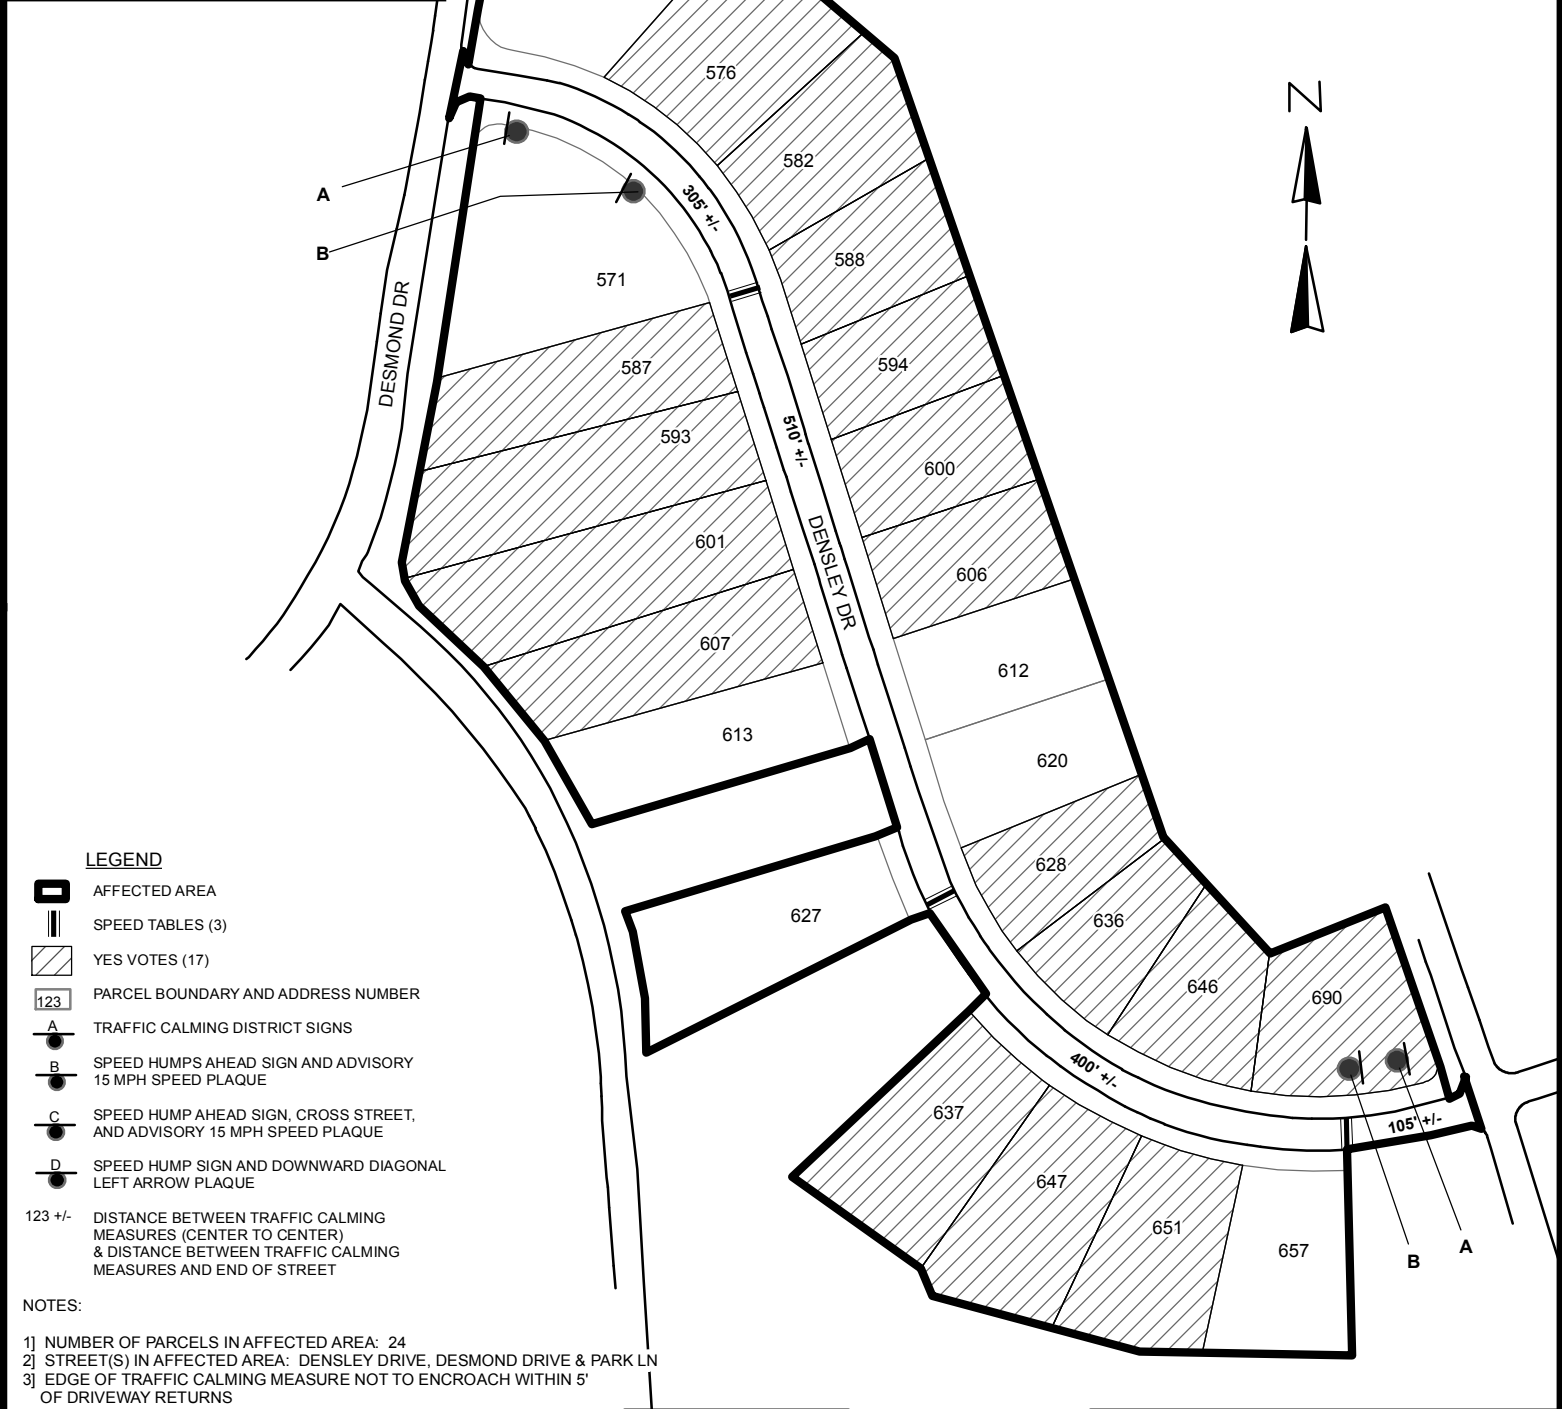 N
576
582
A
305' +/-
B
588
571
DESMOND DR
594
587
510' +/-
593
600
601
DENSLEY DR
606
607
612
613
620
628
627
636
646
690
400' +/-
637
105' +/-
647
651
657
A
B
LEGEND
AFFECTED AREA
SPEED TABLES (3)
YES VOTES (17)
123 PARCEL BOUNDARY AND ADDRESS NUMBER
A TRAFFIC CALMING DISTRICT SIGNS
B SPEED HUMPS AHEAD SIGN AND ADVISORY
15 MPH SPEED PLAQUE
C SPEED HUMP AHEAD SIGN, CROSS STREET,
AND ADVISORY 15 MPH SPEED PLAQUE
D SPEED HUMP SIGN AND DOWNWARD DIAGONAL
LEFT ARROW PLAQUE
123 +/- DISTANCE BETWEEN TRAFFIC CALMING
MEASURES (CENTER TO CENTER)
& DISTANCE BETWEEN TRAFFIC CALMING
MEASURES AND END OF STREET
NOTES:
1] NUMBER OF PARCELS IN AFFECTED AREA: 24
2] STREET(S) IN AFFECTED AREA: DENSLEY DRIVE, DESMOND DRIVE & PARK LN
3] EDGE OF TRAFFIC CALMING MEASURE NOT TO ENCROACH WITHIN 5'
OF DRIVEWAY RETURNS